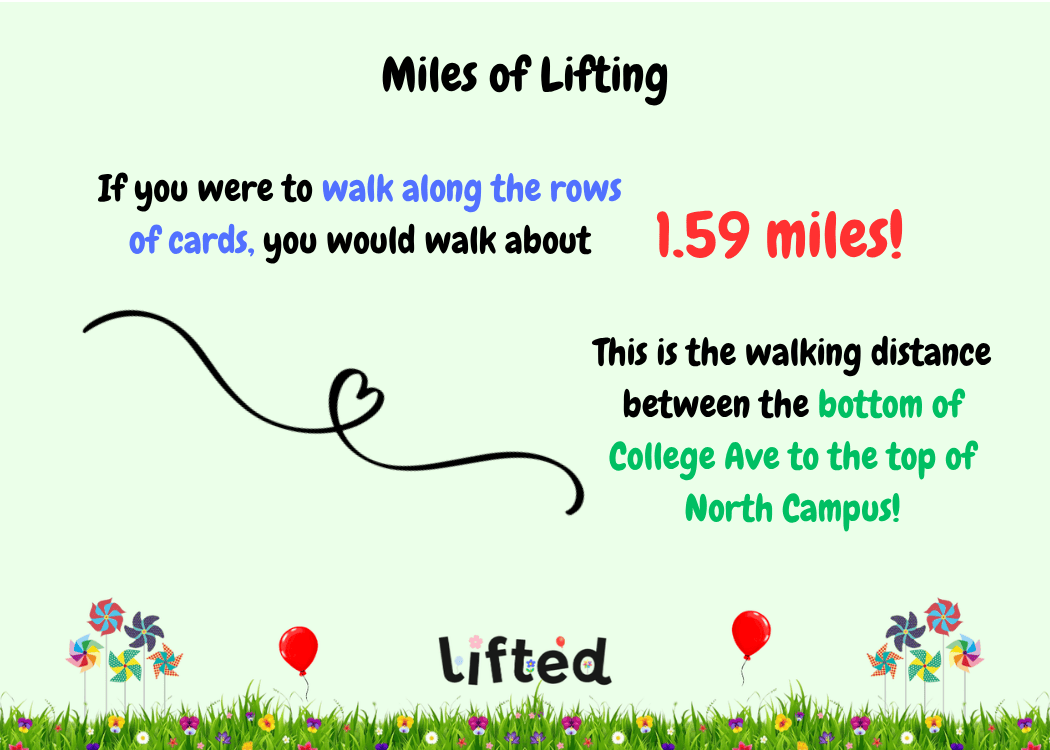 Miles of Lifting
If you were to walk along the rows
of cards, you would walk about
1.59 miles!
This is the walking distance
between the bottom of
College Ave to the top of
North Campus!
lifted